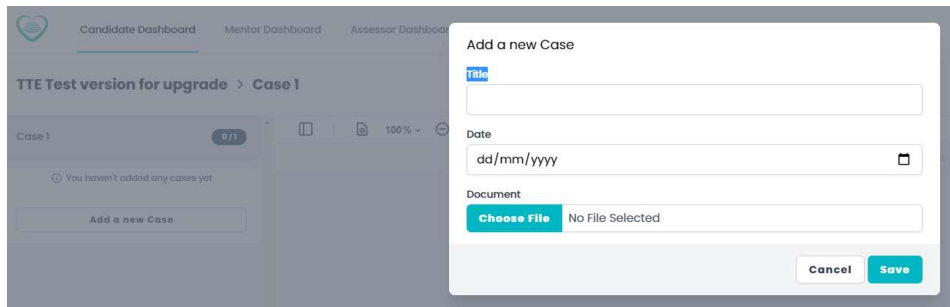 Candidate Dashboard Mentor Dashboard Assessor Dashboar
TTE Test version for upgrade > Case 1
Case 1 0/1
100 %
You haven't added any cases yet
Add a new Case
Add a new Case
Title
Date
dd/mm/yyyy
Document
Choose File No File Selected
Cancel Save